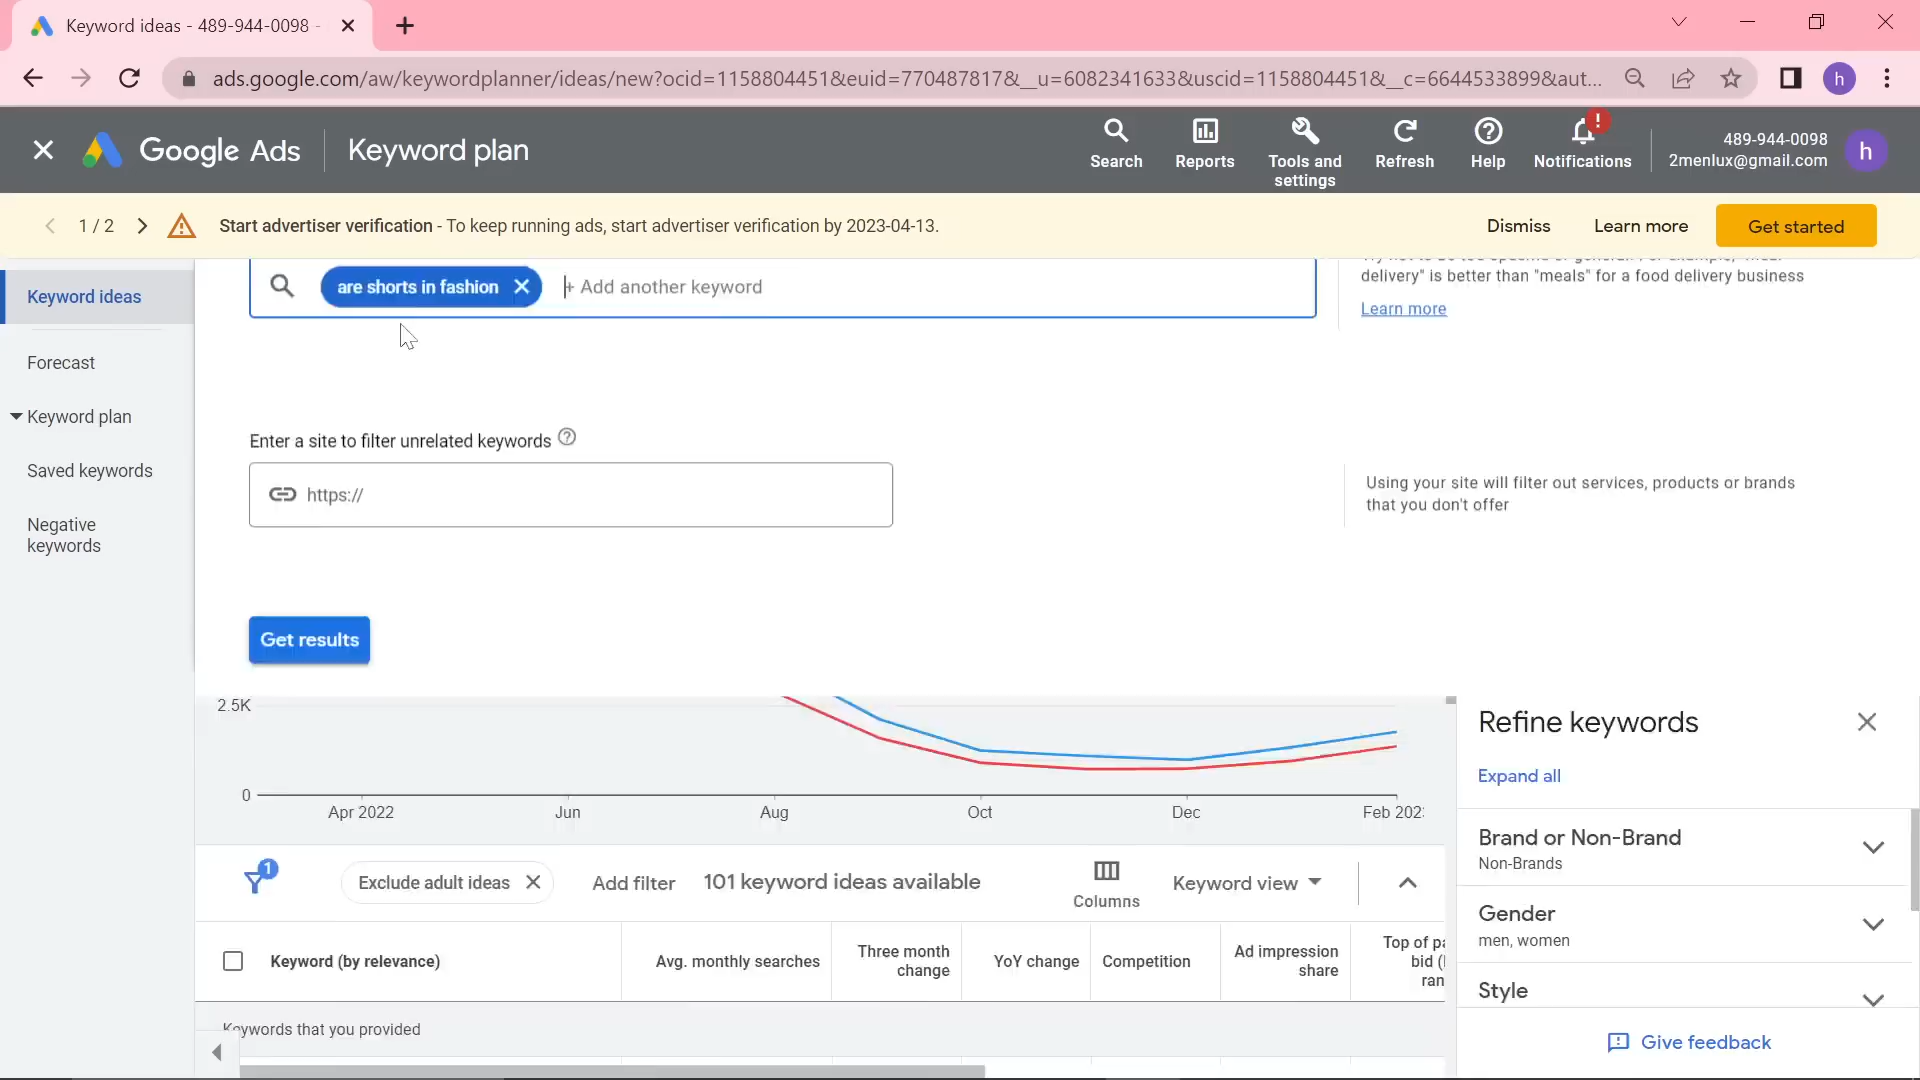 Keyword ideas - 489-944-0098 -
ads.google.com/aw/keywordplanner/ideas/new?ocid=1158804451&euid=770487817&__u=6082341633&uscid=1158804451&__c=6644533899&aut...
h
Google Ads
Keyword plan
Search
Reports
Tools and
settings
Refresh
Help
!
Notifications
489-944-0098
2menlux@gmail.com
h
1 / 2
Start advertiser verification - To keep running ads, start advertiser verification by 2023-04-13.
Dismiss
Learn more
Get started
Keyword ideas
Forecast
Keyword plan
Saved keywords
Negative
keywords
are shorts in fashion
+ Add another keyword
delivery" is better than "meals" for a food delivery business
Learn more
Enter a site to filter unrelated keywords
https://
Using your site will filter out services, products or brands
that you don't offer
Get results
2.5K
0
Apr 2022
Jun
Aug
Oct
Dec
Feb 202
1
Exclude adult ideas
Add filter
101 keyword ideas available
Columns
Keyword view
Keyword (by relevance)
Avg. monthly searches
Three month
change
YoY change
Competition
Ad impression
share
Top of pa
bid (
ran
Keywords that you provided
Refine keywords
Expand all
Brand or Non-Brand
Non-Brands
Gender
men, women
Style
Give feedback